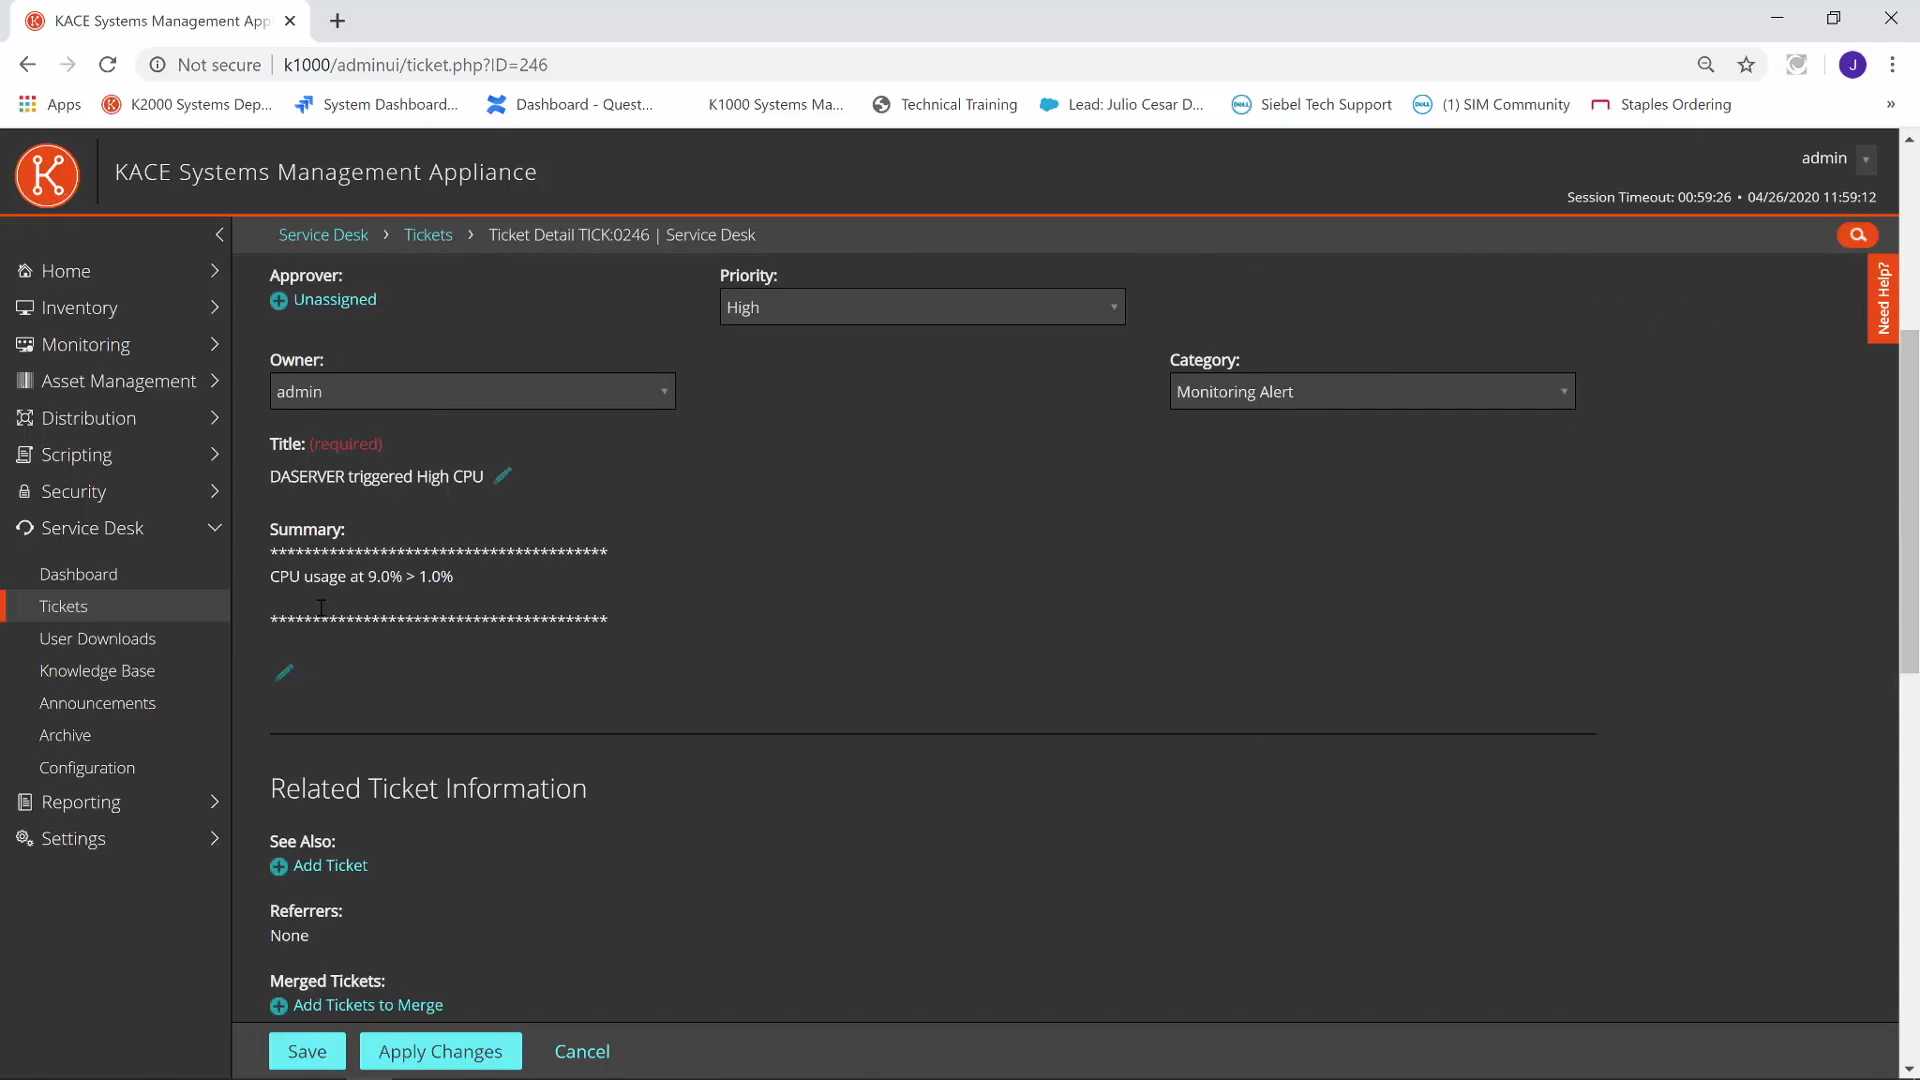 KACE Systems Management App
Not secure | k1000/adminui/ticket.php?ID=246
J
Apps
K2000 Systems Dep...
System Dashboard...
Dashboard - Quest...
K1000 Systems Ma...
Technical Training
Lead: Julio Cesar D...
Siebel Tech Support
(1) SIM Community
Staples Ordering
»
KACE Systems Management Appliance
admin
Session Timeout: 00:59:26 • 04/26/2020 11:59:12
Service Desk › Tickets › Ticket Detail TICK:0246 | Service Desk
Need Help?
Home
Inventory
Monitoring
Asset Management
Distribution
Scripting
Security
Service Desk
Dashboard
Tickets
User Downloads
Knowledge Base
Announcements
Archive
Configuration
Reporting
Settings
Approver:
Unassigned
Priority:
High
Owner:
admin
Category:
Monitoring Alert
Title: (required)
DASERVER triggered High CPU
Summary:
****************************************
CPU usage at 9.0% > 1.0%
****************************************
Related Ticket Information
See Also:
Add Ticket
Referrers:
None
Merged Tickets:
Add Tickets to Merge
Save
Apply Changes
Cancel